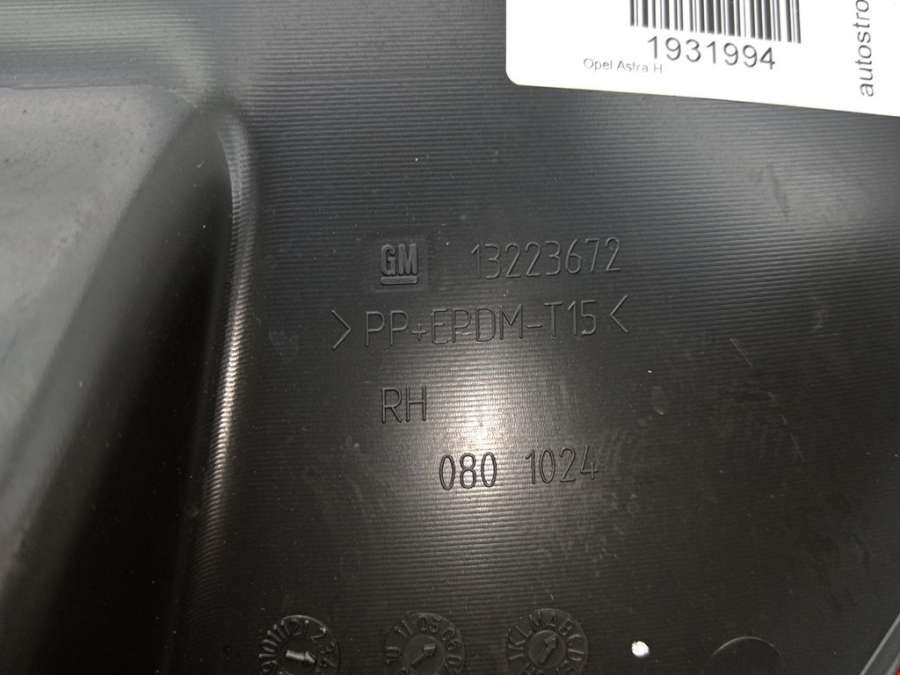 1931994
Opel Astra H
autostro
GM 13223672
>PP+EPDM-T15<
RH
080 1024